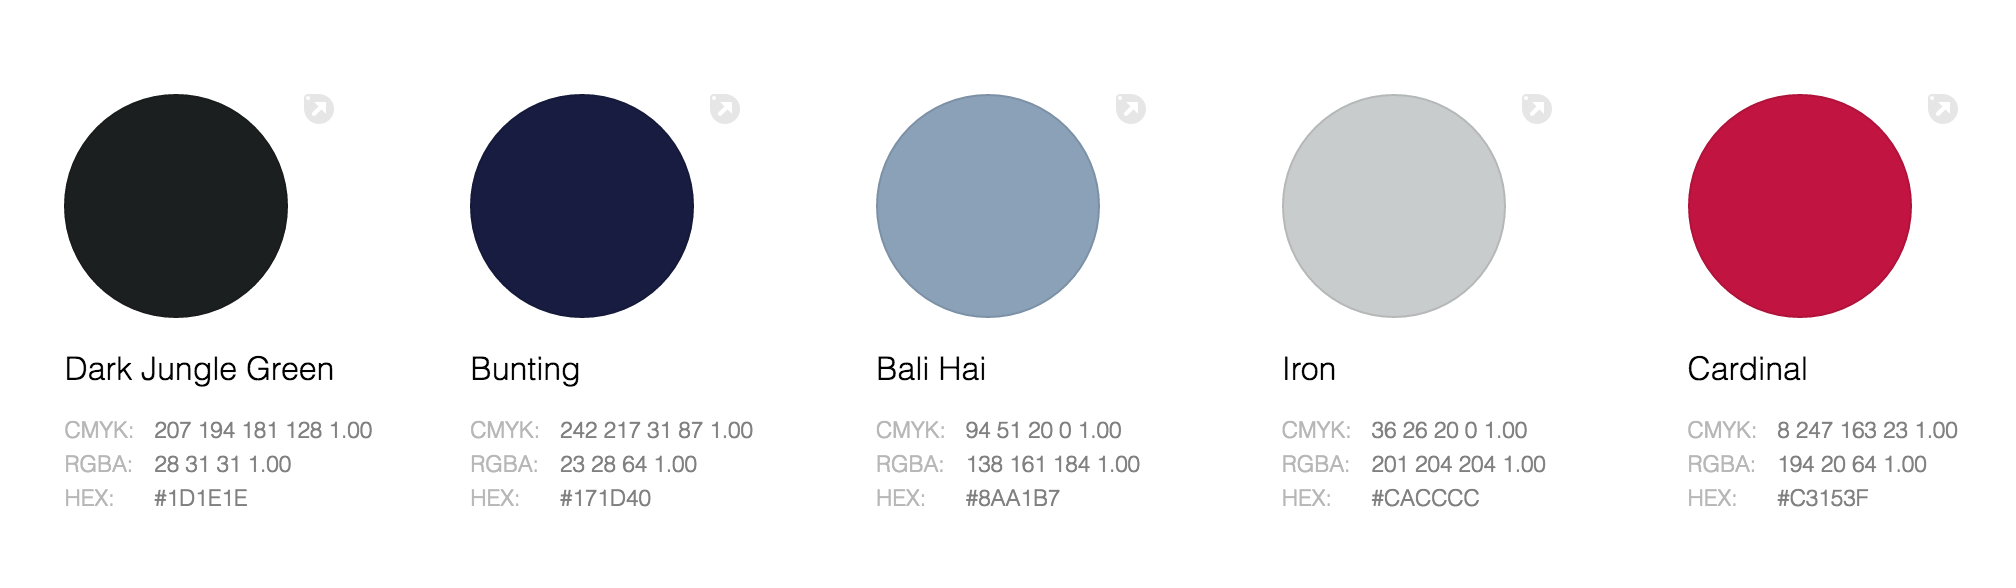 Dark Jungle Green
CMYK: 207 194 181 128 1.00
RGBA: 28 31 31 1.00
HEX: #1D1E1E
Bunting
CMYK: 242 217 31 87 1.00
RGBA: 23 28 64 1.00
HEX: #171D40
Bali Hai
CMYK: 94 51 20 0 1.00
RGBA: 138 161 184 1.00
HEX: #8AA1B7
Iron
CMYK: 36 26 20 0 1.00
RGBA: 201 204 204 1.00
HEX: #CACCCC
Cardinal
CMYK: 8 247 163 23 1.00
RGBA: 194 20 64 1.00
HEX: #C3153F